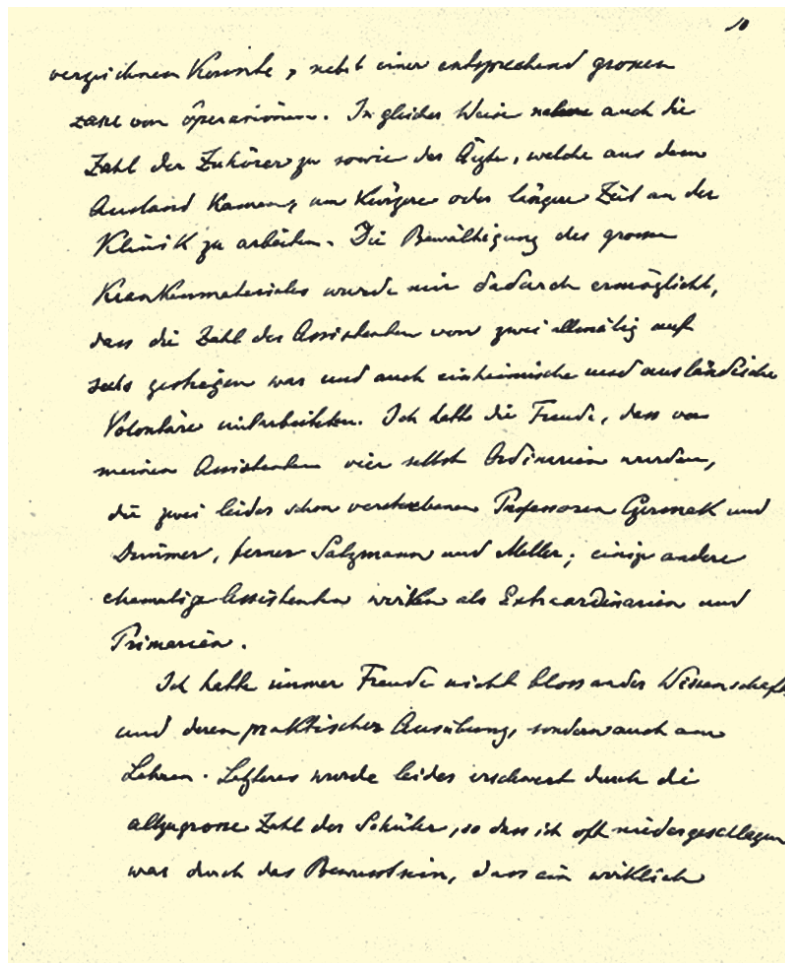 10
verzeichnen konnte, nebst einer entsprechend grossen
Zahl von Operationen. In gleicher Weise nahm auch die
Zahl der Zuhörer zu sowie der Ärzte, welche aus dem
Ausland kamen, um kürzere oder längere Zeit an der
Klinik zu arbeiten. Die Bewältigung des grossen
Krankenmateriales wurde mir dadurch ermöglicht,
dass die Zahl der Assistenten von zwei allmälig auf
sechs gestiegen war und auch einheimische und ausländische
Volontäre mitarbeiteten. Ich hatte die Freude, dass von
meinen Assistenten vier selbst Ordinarien wurden,
die zwei leider schon verstorbenen Professoren Czermak und
Dimmer, ferner Salzmann und Meller; einige andere
ehemalige Assistenten wirken als Extraordinarien und
Primarien.
Ich hatte immer Freude nicht bloss an der Wissenschaft
und deren praktischer Ausübung, sondern auch am
Lehren. Letzteres wurde leider erschwert durch die
allzugrosse Zahl der Schüler, so dass ich oft niedergeschlagen
war durch das Bewusstsein, dass ein wirklich